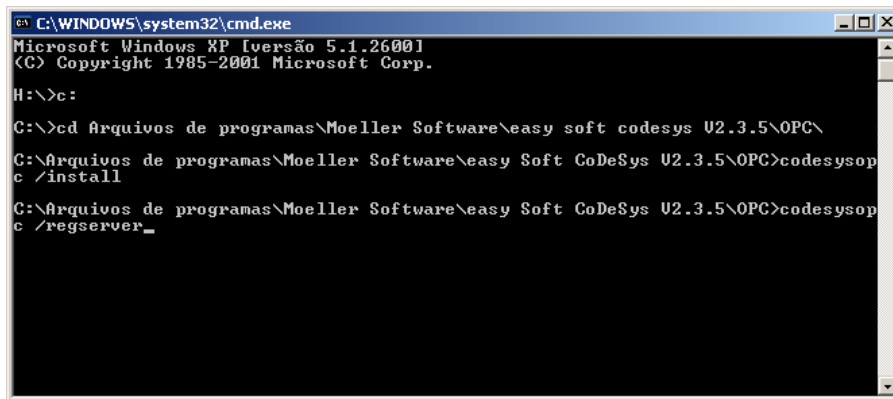 C:\WINDOWS\system32\cmd.exe
Microsoft Windows XP [versão 5.1.2600]
(C) Copyright 1985-2001 Microsoft Corp.
H:\>c:
C:\>cd Arquivos de programas\Moeller Software\easy soft codesys V2.3.5\OPC\
C:\Arquivos de programas\Moeller Software\easy Soft CoDeSys V2.3.5\OPC>codesysop
c /install
C:\Arquivos de programas\Moeller Software\easy Soft CoDeSys V2.3.5\OPC>codesysop
c /regserver_